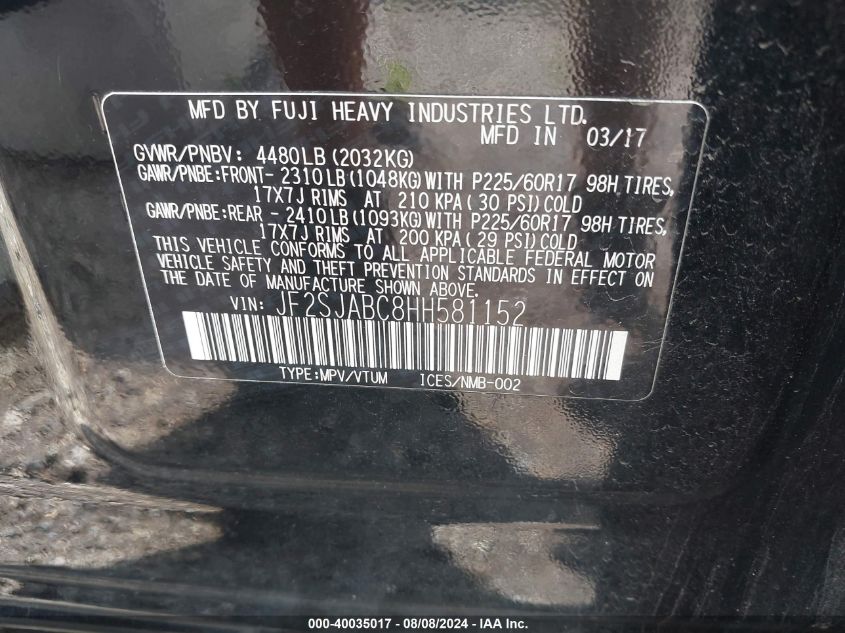 MFD BY FUJI HEAVY INDUSTRIES LTD.
MFD IN 03/17
GVWR/PNBV: 4480LB(2032KG)
GAWR/PNBE:FRONT- 2310LB(1048KG)WITH P225/60R17 98H TIRES,
17X7J RIMS AT 210 KPA( 30 PSI)COLD
GAWR/PNBE:REAR - 2410LB(1093KG)WITH P225/60R17 98H TIRES,
17X7J RIMS AT 200 KPA( 29 PSI)COLD
THIS VEHICLE CONFORMS TO ALL APPLICABLE FEDERAL MOTOR
VEHICLE SAFETY AND THEFT PREVENTION STANDARDS IN EFFECT ON
THE DATE OF MANUFACTURE SHOWN ABOVE.
VIN: JF2SJABC8HH581152
TYPE:MPV/VTUM ICES/NMB-002
000-40035017 - 08/08/2024 - IAA Inc.